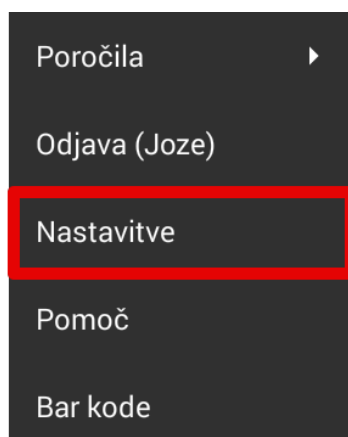 Poročila
Odjava (Joze)
Nastavitve
Pomoč
Bar kode